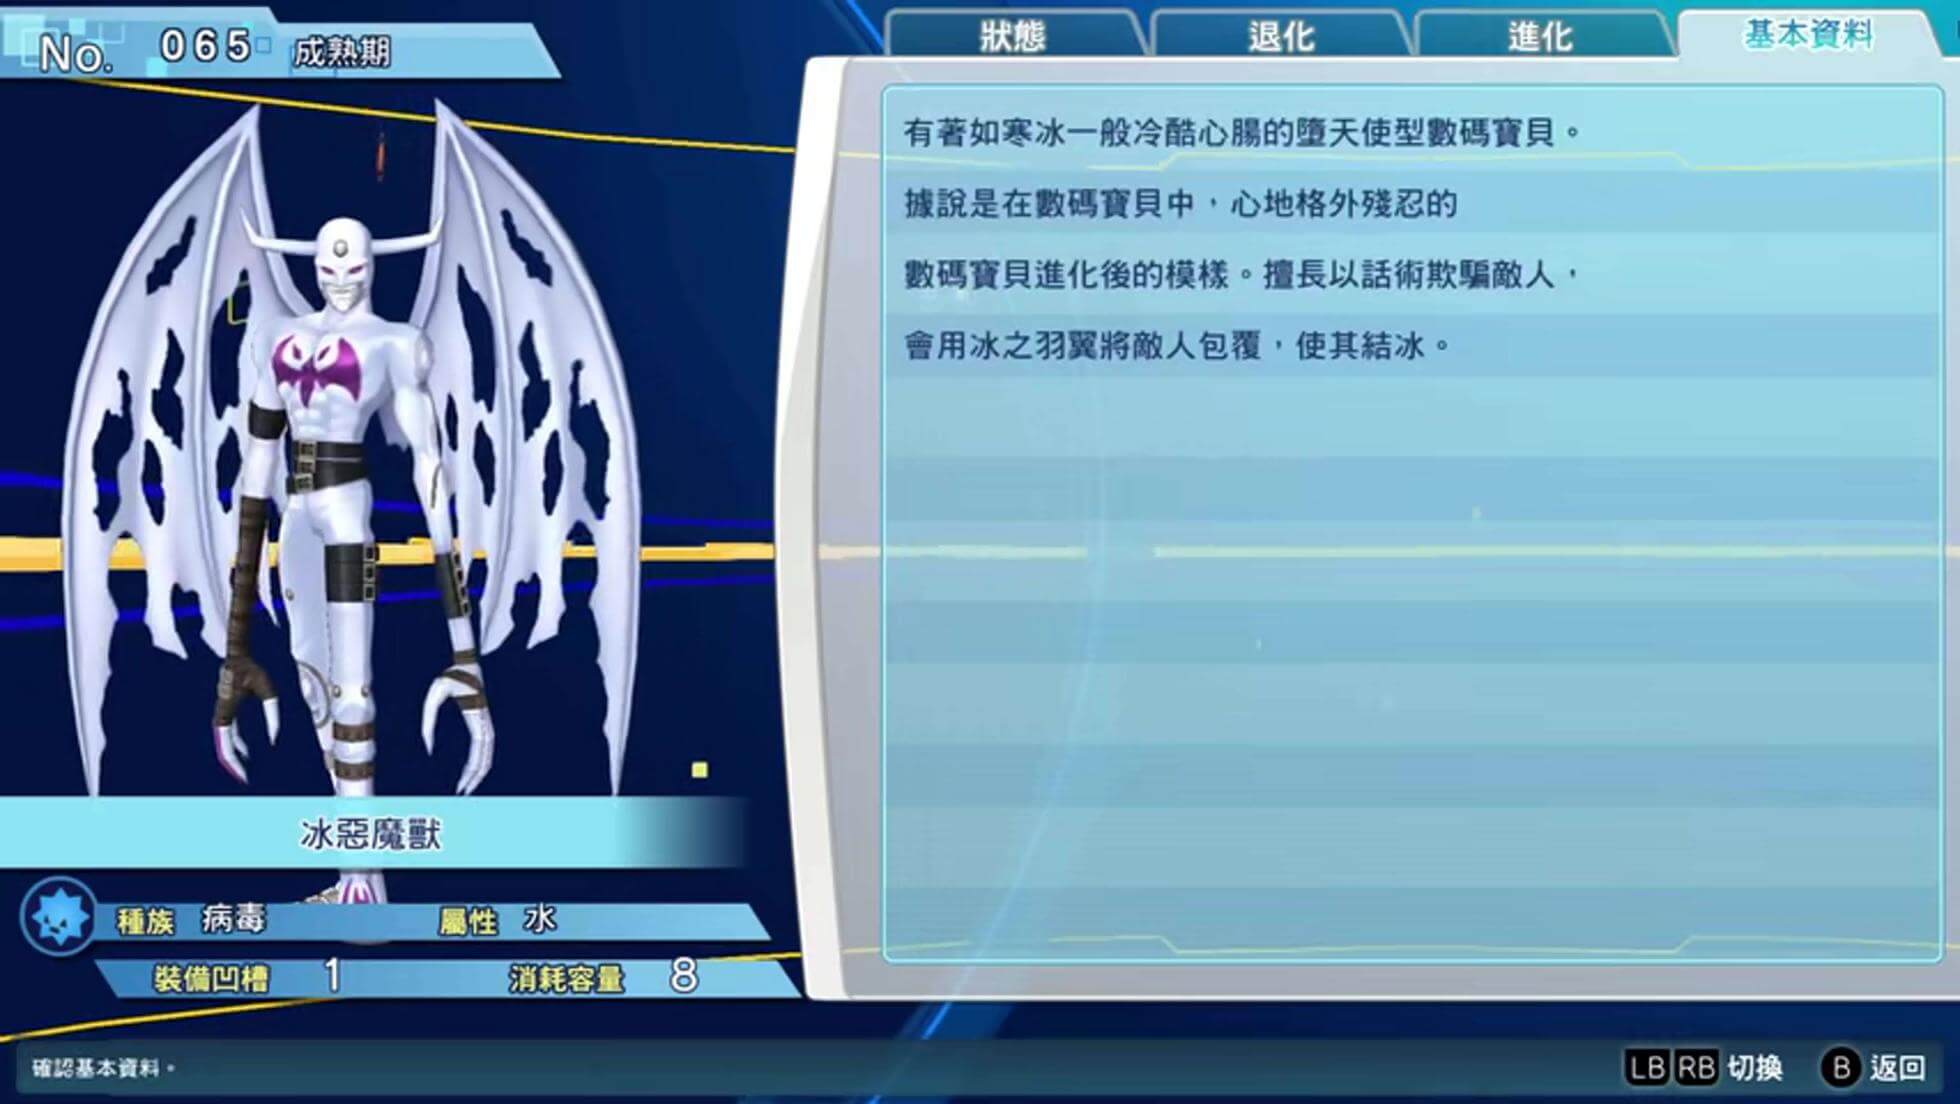 No. 065 成熟期
狀態 退化 進化 基本資料
有著如寒冰一般冷酷心腸的墮天使型數碼寶貝。
據說是在數碼寶貝中，心地格外殘忍的
數碼寶貝進化後的模樣。擅長以話術欺騙敵人，
會用冰之羽翼將敵人包覆，使其結冰。
冰惡魔獸
種族 病毒 屬性 水
裝備凹槽 1 消耗容量 8
確認基本資料。
LB RB 切換 B 返回